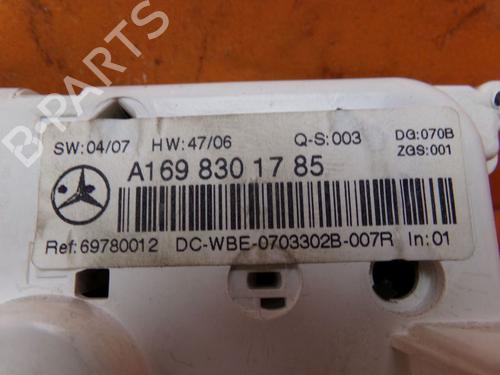 SW: 04/07 HW: 47/06 Q-S: 003 DG:070B
ZGS:001
A169 830 17 85
Ref: 69780012 DC-WBE-0703302B-007R In: 01
B-PARTS